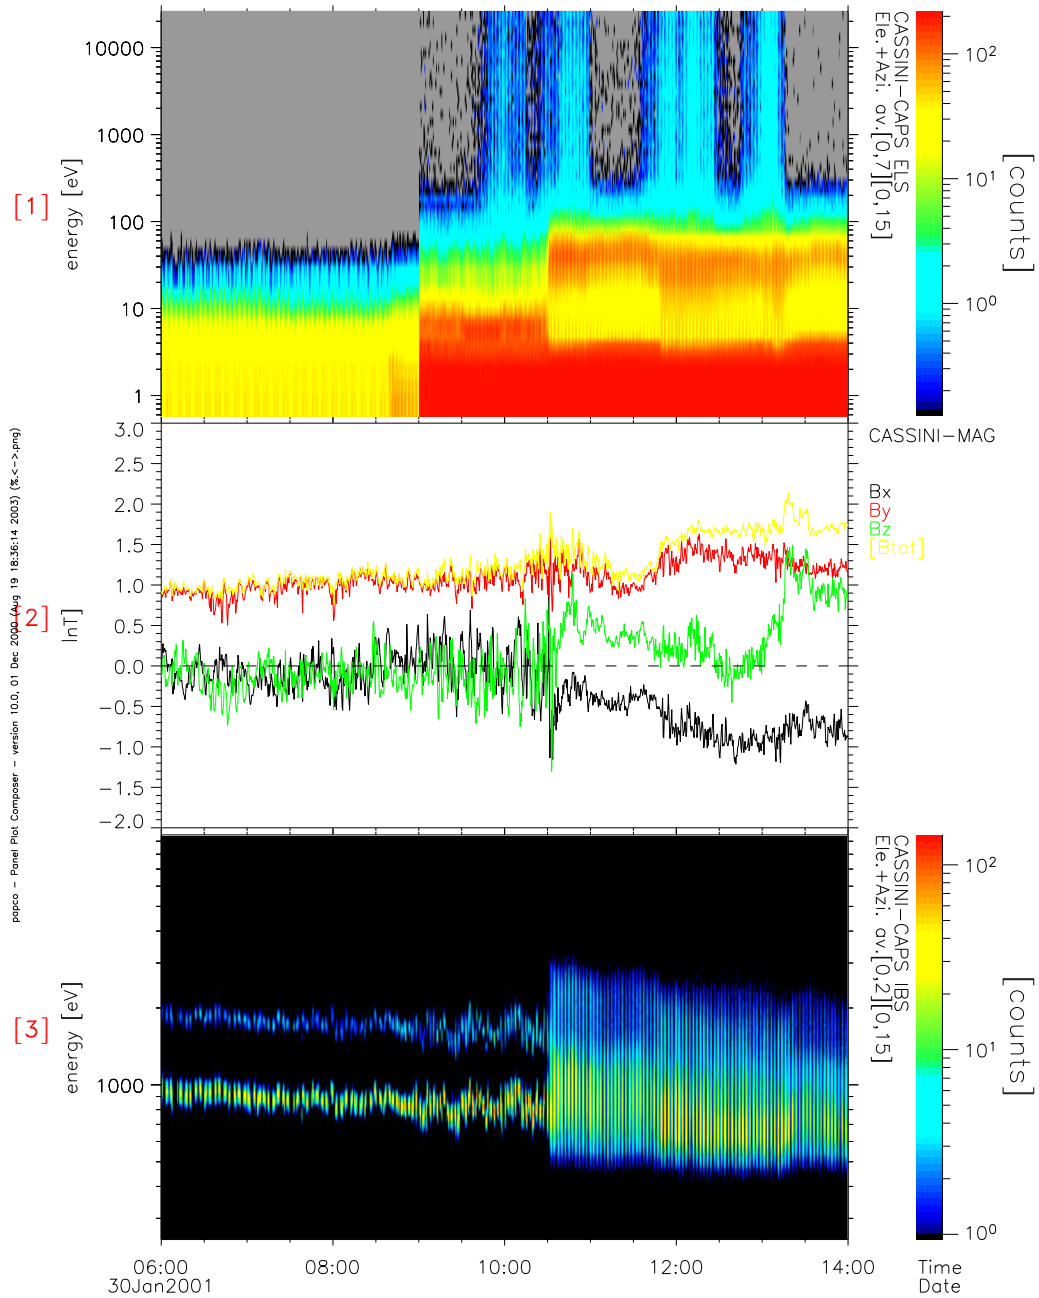 10000
1000
100
10
1
energy [eV]
[1]
CASSINI-CAPS ELS
Ele.+Azi. av.[0,7][0,15]
10²
10¹
10⁰
[counts]
3.0
2.5
2.0
1.5
1.0
0.5
0.0
-0.5
-1.0
-1.5
-2.0
[nT]
[2]
CASSINI-MAG
Bx
By
Bz
[Btot]
papco - Panel Plot Composer - version 10.0, 01 Dec 2000 (Aug 19 18:36:14 2003) (%.<->.png)
1000
energy [eV]
[3]
CASSINI-CAPS IBS
Ele.+Azi. av.[0,2][0,15]
10²
10¹
10⁰
[counts]
06:00 08:00 10:00 12:00 14:00 Time
30Jan2001 Date